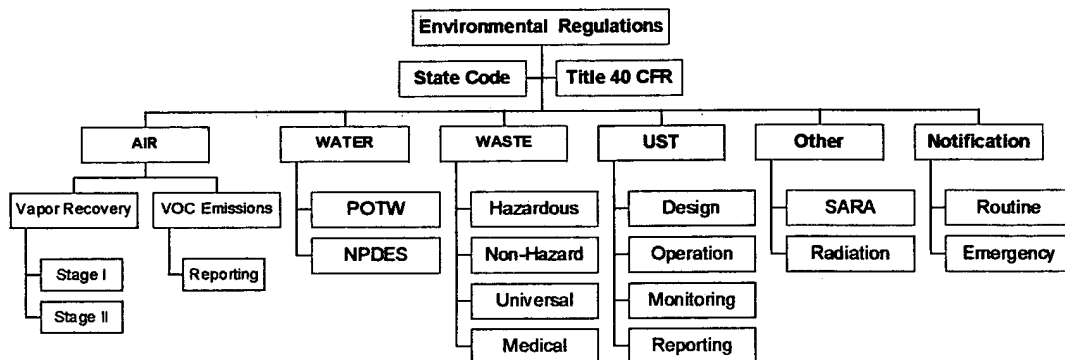 Environmental Regulations
State Code
Title 40 CFR
AIR
WATER
WASTE
UST
Other
Notification
Vapor Recovery
VOC Emissions
POTW
Hazardous
Design
SARA
Routine
Stage I
Reporting
NPDES
Non-Hazard
Operation
Radiation
Emergency
Stage II
Universal
Monitoring
Medical
Reporting